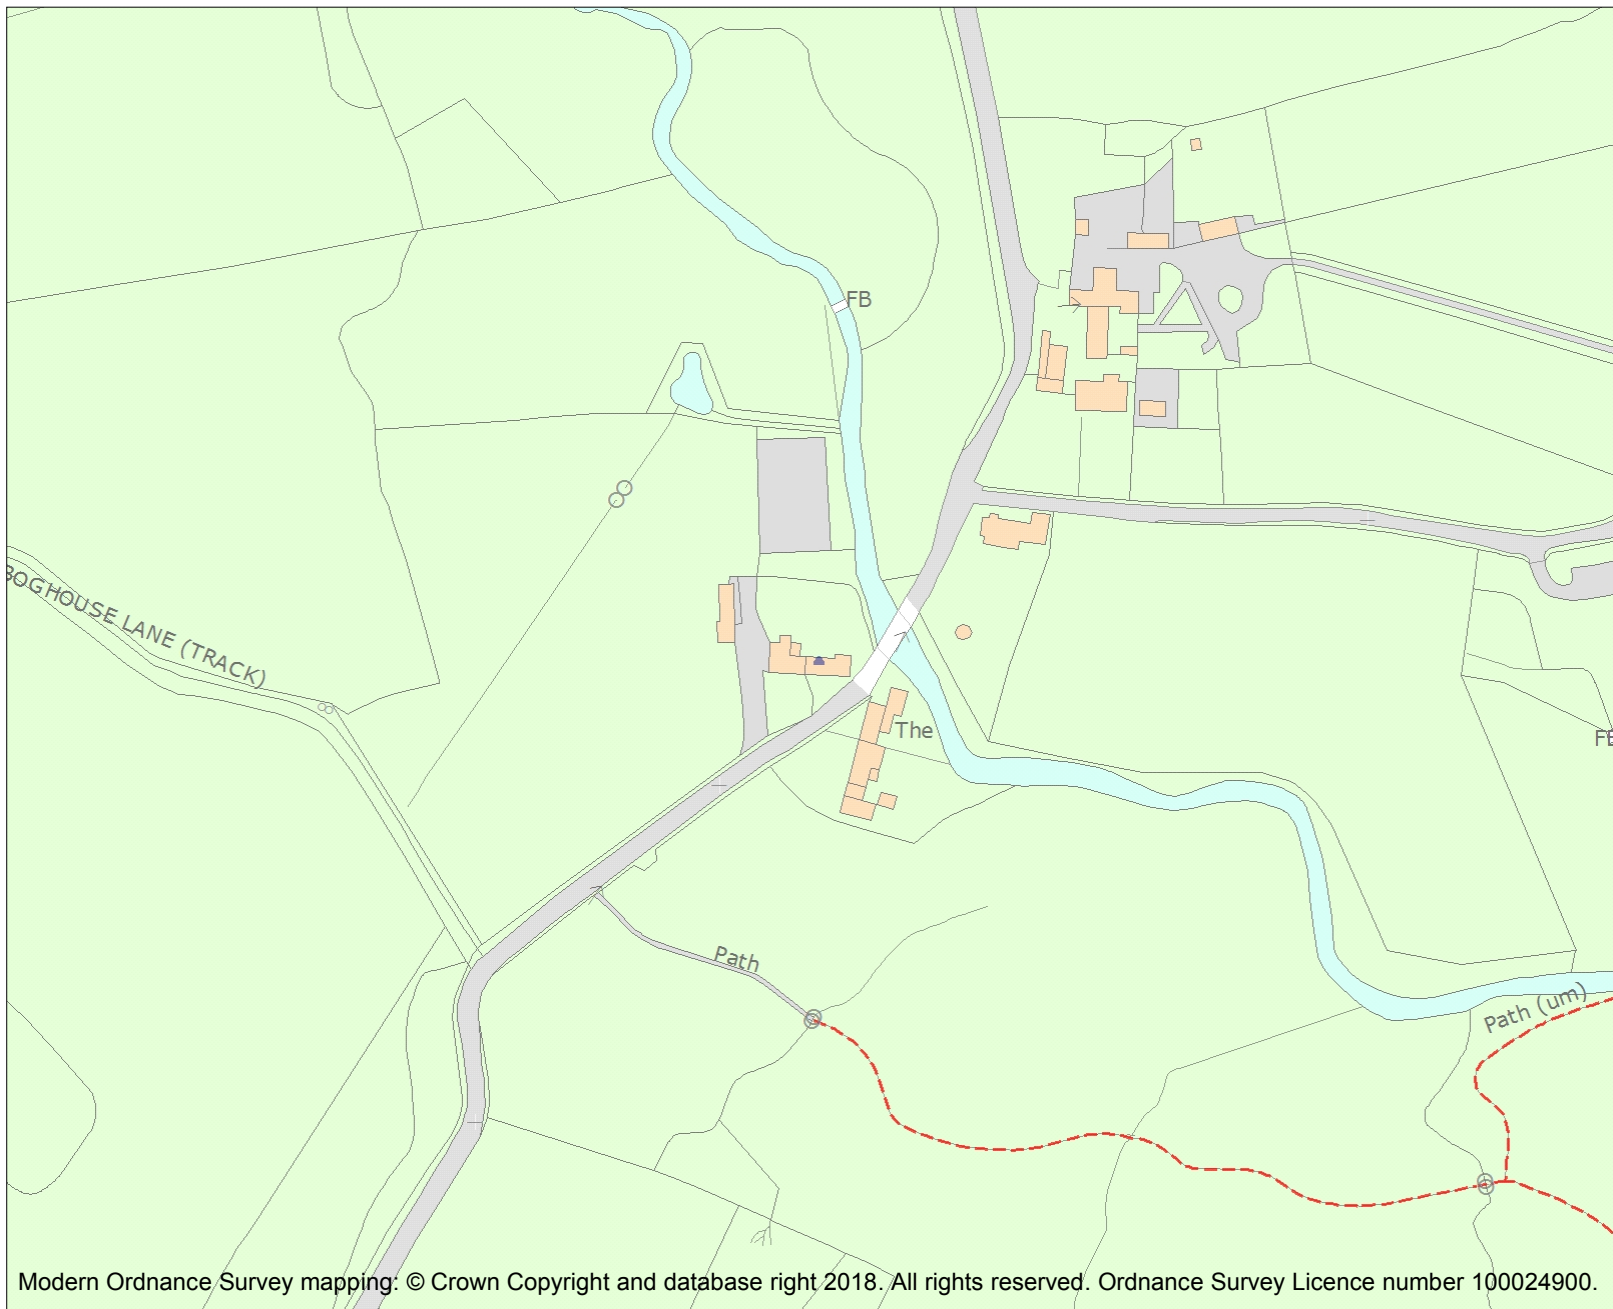 FB
BOGHOUSE LANE (TRACK)
The
Path
Path (um)
Modern Ordnance Survey mapping: © Crown Copyright and database right 2018. All rights reserved. Ordnance Survey Licence number 100024900.